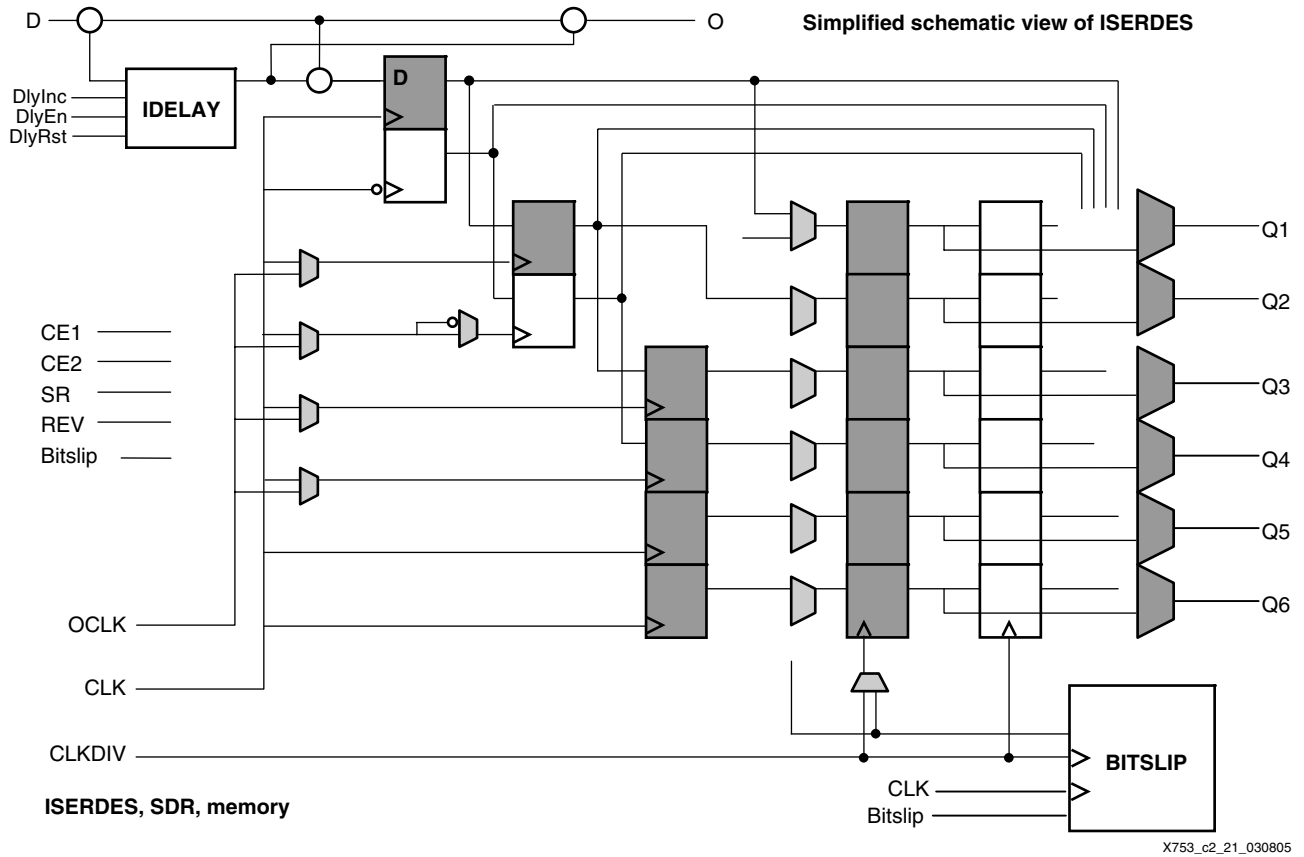 D
O
Simplified schematic view of ISERDES
D
IDELAY
DlyInc
DlyEn
DlyRst
Q1
Q2
CE1
CE2
SR
REV
Bitslip
Q3
Q4
Q5
Q6
OCLK
CLK
CLKDIV
BITSLIP
CLK
Bitslip
ISERDES, SDR, memory
X753_c2_21_030805